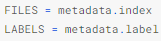 FILES = metadata.index
LABELS = metadata.label